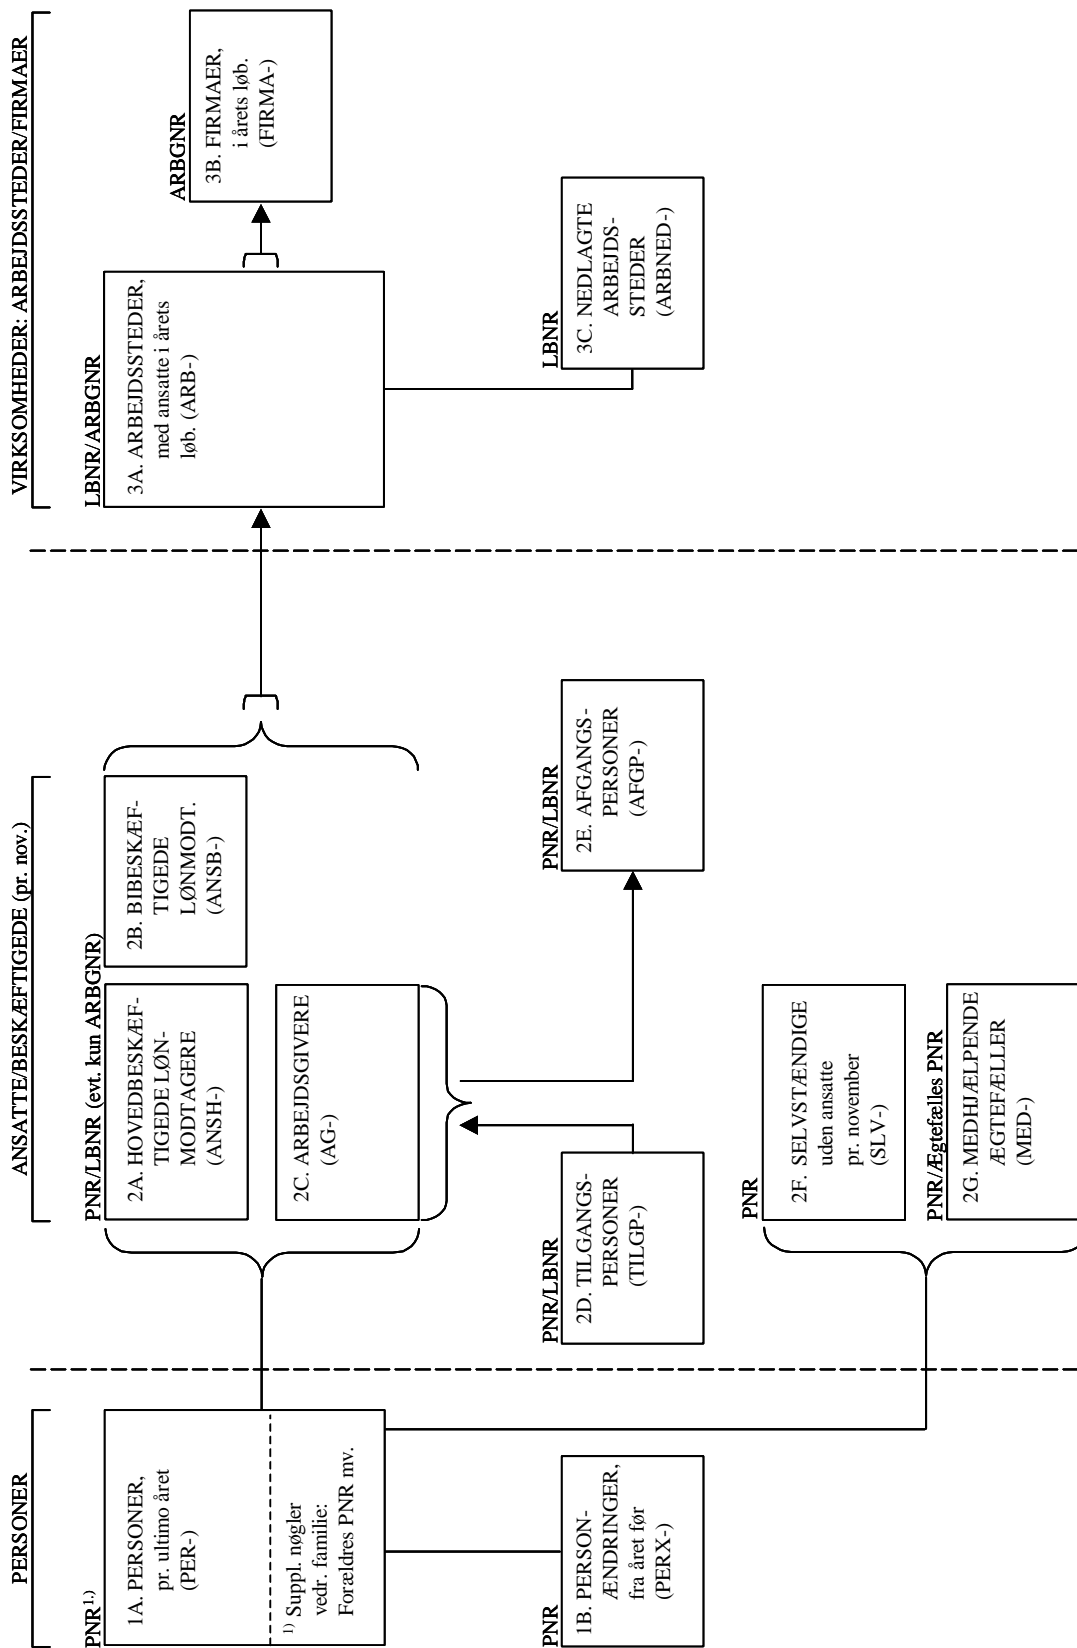 PERSONER
PNR1.)
1A. PERSONER,
pr. ultimo året
(PER-)
1) Suppl. nøgler
vedr. familie:
Forældres PNR mv.
PNR
1B. PERSON-
ÆNDRINGER,
fra året før
(PERX-)
ANSATTE/BESKÆFTIGEDE (pr. nov.)
PNR/LBNR (evt. kun ARBGNR)
2A. HOVEDBESKÆF-
TIGEDE LØN-
MODTAGERE
(ANSH-)
2B. BIBESKÆF-
TIGEDE
LØNMODT.
(ANSB-)
2C. ARBEJDSGIVERE
(AG-)
PNR/LBNR
2D. TILGANGS-
PERSONER
(TILGP-)
PNR/LBNR
2E. AFGANGS-
PERSONER
(AFGP-)
PNR
2F. SELVSTÆNDIGE
uden ansatte
pr. november
(SLV-)
PNR/Ægtefælles PNR
2G. MEDHJÆLPENDE
ÆGTEFÆLLER
(MED-)
VIRKSOMHEDER: ARBEJDSSTEDER/FIRMAER
LBNR/ARBGNR
3A. ARBEJDSSTEDER,
med ansatte i årets
løb. (ARB-)
ARBGNR
3B. FIRMAER,
i årets løb.
(FIRMA-)
LBNR
3C. NEDLAGTE
ARBEJDS-
STEDER
(ARBNED-)